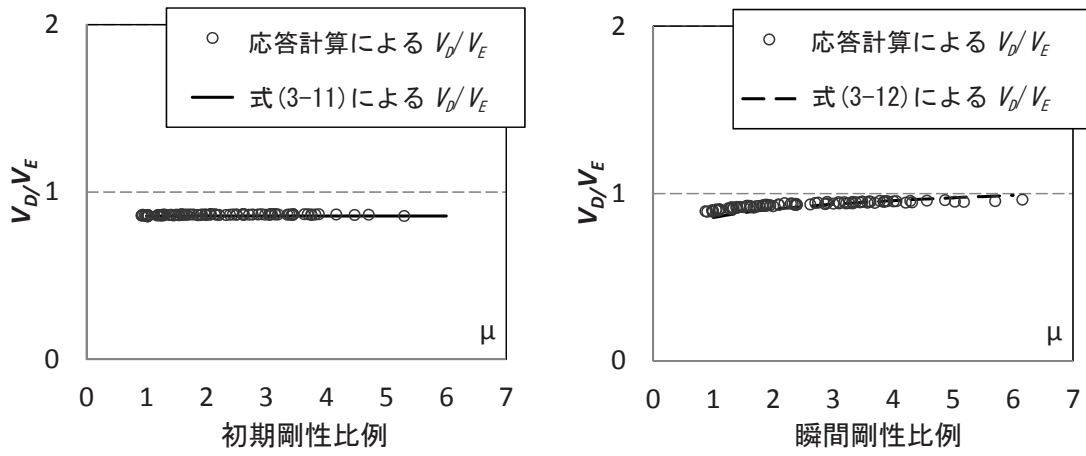 2
応答計算による V_D/V_E
式(3-11)による V_D/V_E
1
V_D/V_E
0
μ
0 1 2 3 4 5 6 7
初期剛性比例
2
応答計算による V_D/V_E
式(3-12)による V_D/V_E
1
V_D/V_E
0
μ
0 1 2 3 4 5 6 7
瞬間剛性比例